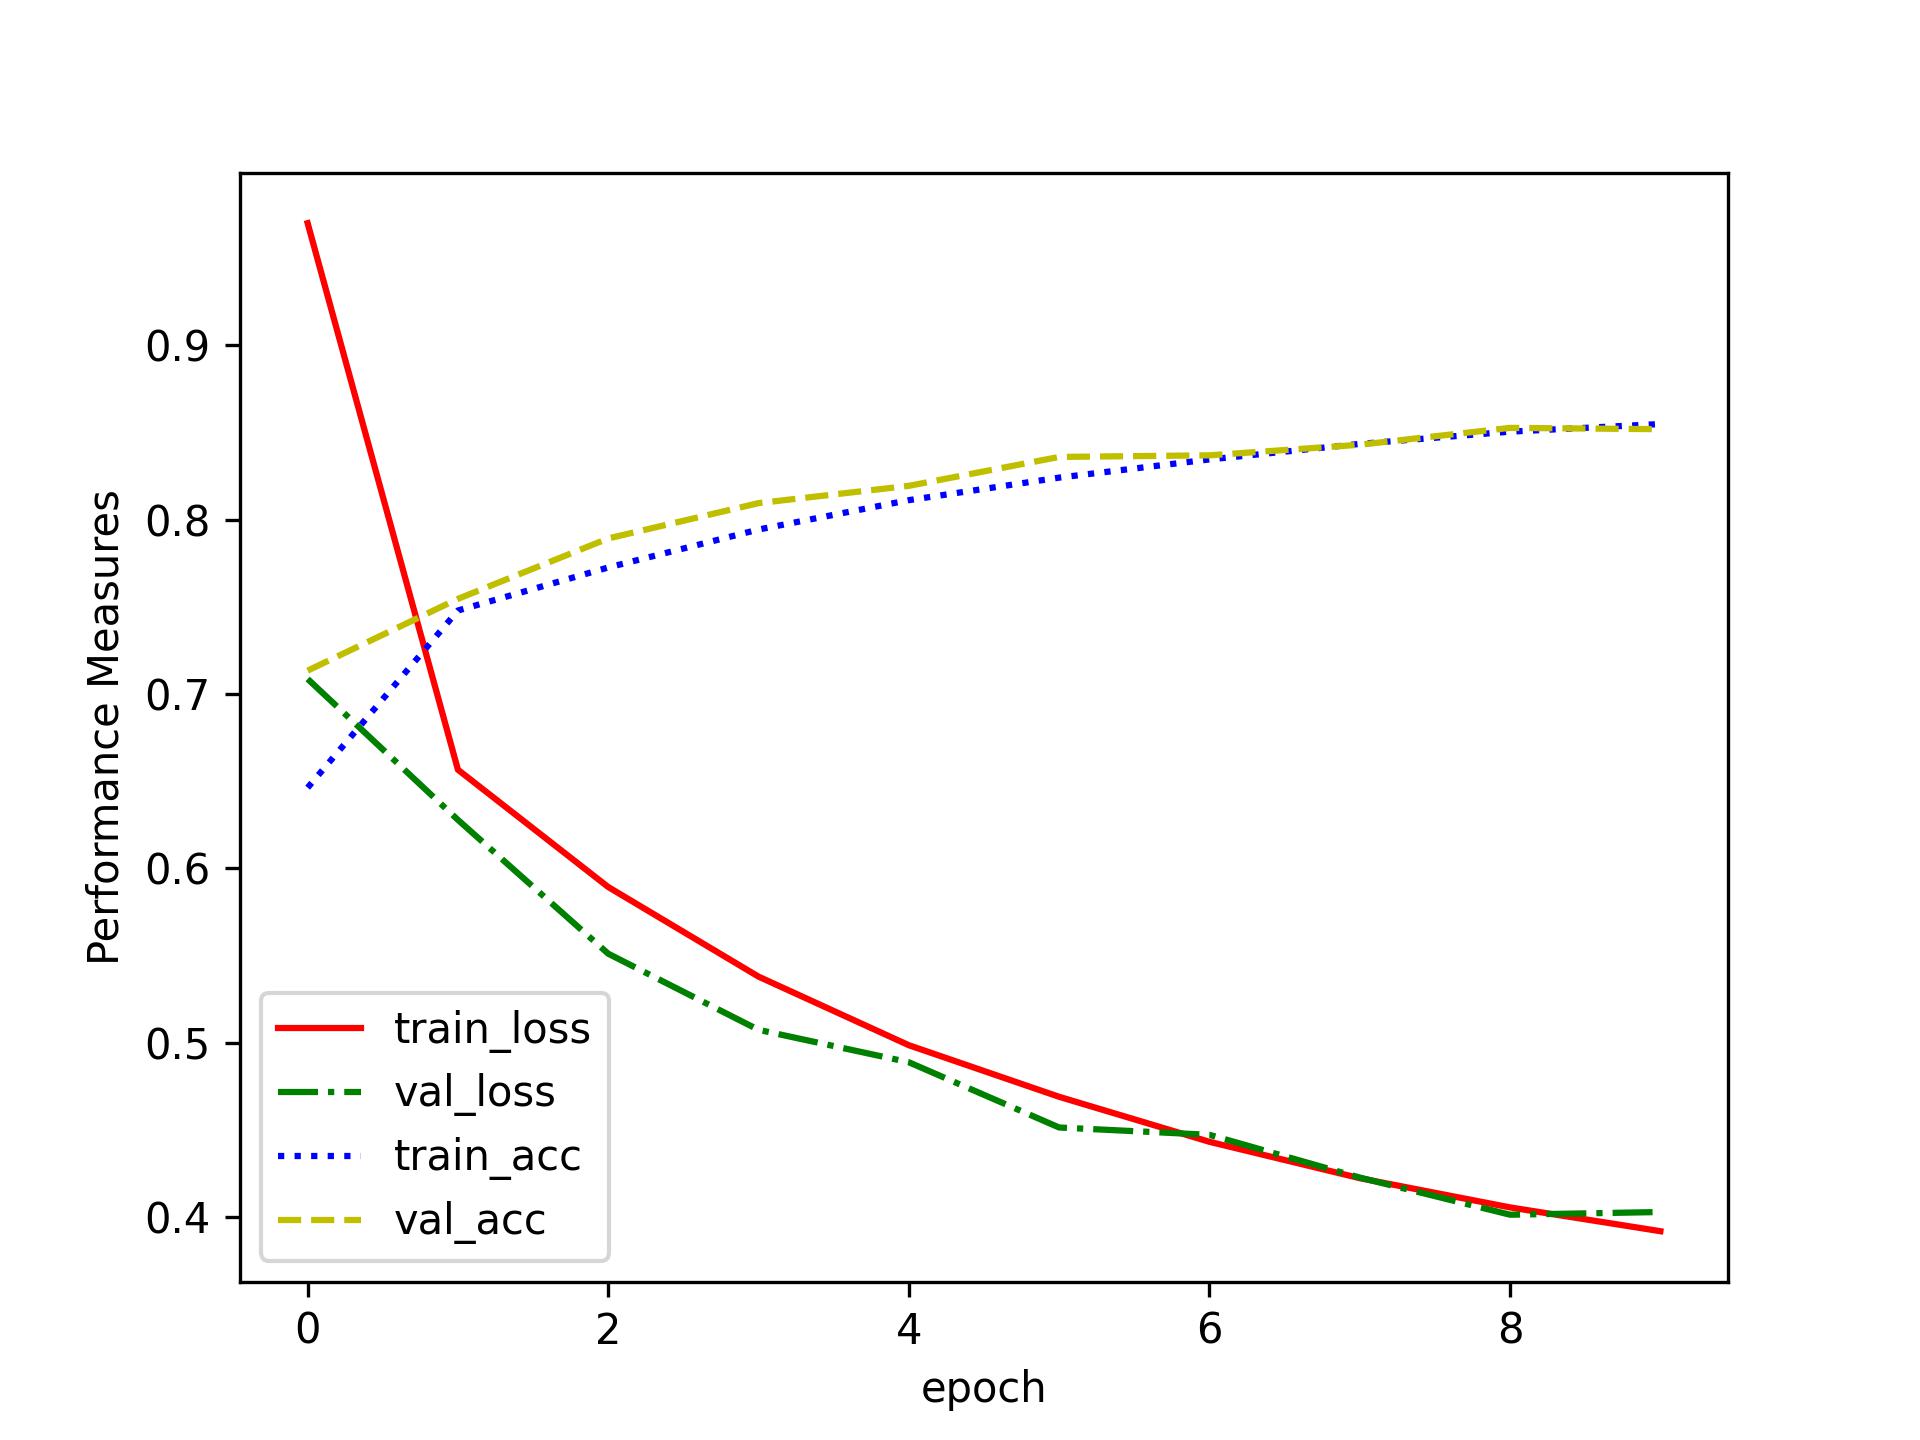 0.9
0.8
0.7
0.6
0.5
0.4
Performance Measures
train_loss
val_loss
train_acc
val_acc
0 2 4 6 8
epoch